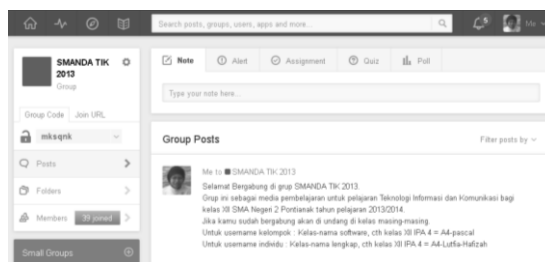 Search posts, groups, users, apps and more...
5
Me
SMANDA TIK
2013
Group
Group Code
Join URL
mksqnk
Posts
Folders
Members
39 joined
Small Groups
Note
Alert
Assignment
Quiz
Poll
Type your note here...
Group Posts
Filter posts by
Me to SMANDA TIK 2013
Selamat Bergabung di grup SMANDA TIK 2013.
Grup ini sebagai media pembelajaran untuk pelajaran Teknologi Informasi dan Komunikasi bagi
kelas XII SMA Negeri 2 Pontianak tahun pelajaran 2013/2014.
Jika kamu sudah bergabung akan di undang di kelas masing-masing.
Untuk username kelompok : Kelas-nama software, cth kelas XII IPA 4 = A4-pascal
Untuk username individu : Kelas-nama lengkap, cth kelas XII IPA 4 = A4-Lutfia-Hafizah